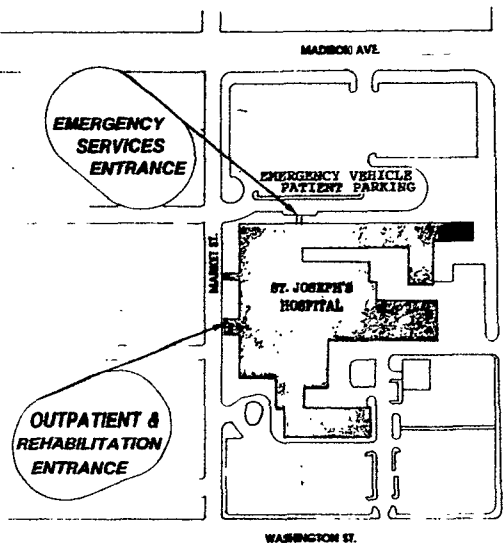 MADISON AVE.
EMERGENCY
SERVICES
ENTRANCE
EMERGENCY VEHICLE
PATIENT PARKING
MARKET ST.
ST. JOSEPH'S
HOSPITAL
OUTPATIENT &
REHABILITATION
ENTRANCE
WASHINGTON ST.